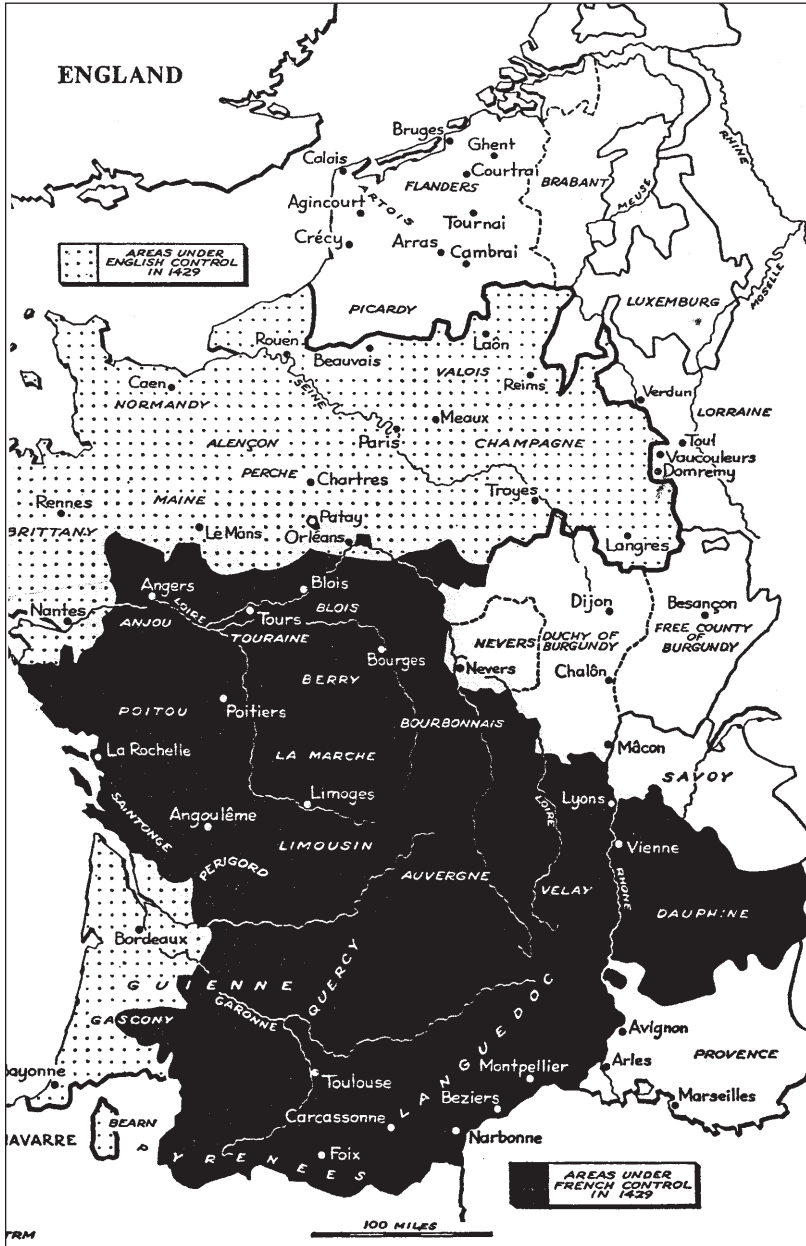 ENGLAND
Bruges
Ghent
Calais
Courtrai
FLANDERS
BRABANT
RHINE
MEUSE
ARTOIS
Agincourt
Tournai
Crécy
Arras
Cambrai
AREAS UNDER
ENGLISH CONTROL
IN 1429
PICARDY
LUXEMBURG
MOSELLE
Rouen
Beauvais
Laôn
VALOIS
Caen
NORMANDY
SEINE
Reims
Verdun
LORRAINE
Meaux
Paris
ALENÇON
CHAMPAGNE
Toul
Vaucouleurs
Domremy
PERCHE
Chartres
Troyes
Rennes
MAINE
BRITTANY
Patay
Le Mans
Orléans
Langres
Angers
Blois
Nantes
ANJOU
LOIRE
Tours
BLOIS
TOURAINE
Dijon
Besançon
NEVERS
DUCHY OF
BURGUNDY
FREE COUNTY
OF
BURGUNDY
Bourges
Nevers
BERRY
Chalôn
POITOU
Poitiers
BOURBONNAIS
La Rochelle
LA MARCHE
Mâcon
SAVOY
Limoges
Lyons
SAINTONGE
Angoulême
LOIRE
LIMOUSIN
Vienne
PERIGORD
AUVERGNE
VELAY
RHONE
DAUPHINE
Bordeaux
GUIENNE
QUERCY
GARONNE
GASCONY
LANGUEDOC
Avignon
PROVENCE
Arles
Montpellier
Toulouse
Bayonne
Beziers
Marseilles
BEARN
Carcassonne
Narbonne
NAVARRE
PYRENEES
Foix
AREAS UNDER
FRENCH CONTROL
IN 1429
TRM
100 MILES